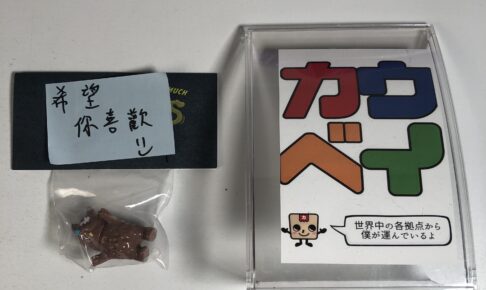 MUCH
希望
你喜歡
カウ
ベイ
世界中の各拠点から
僕が運んでいるよ